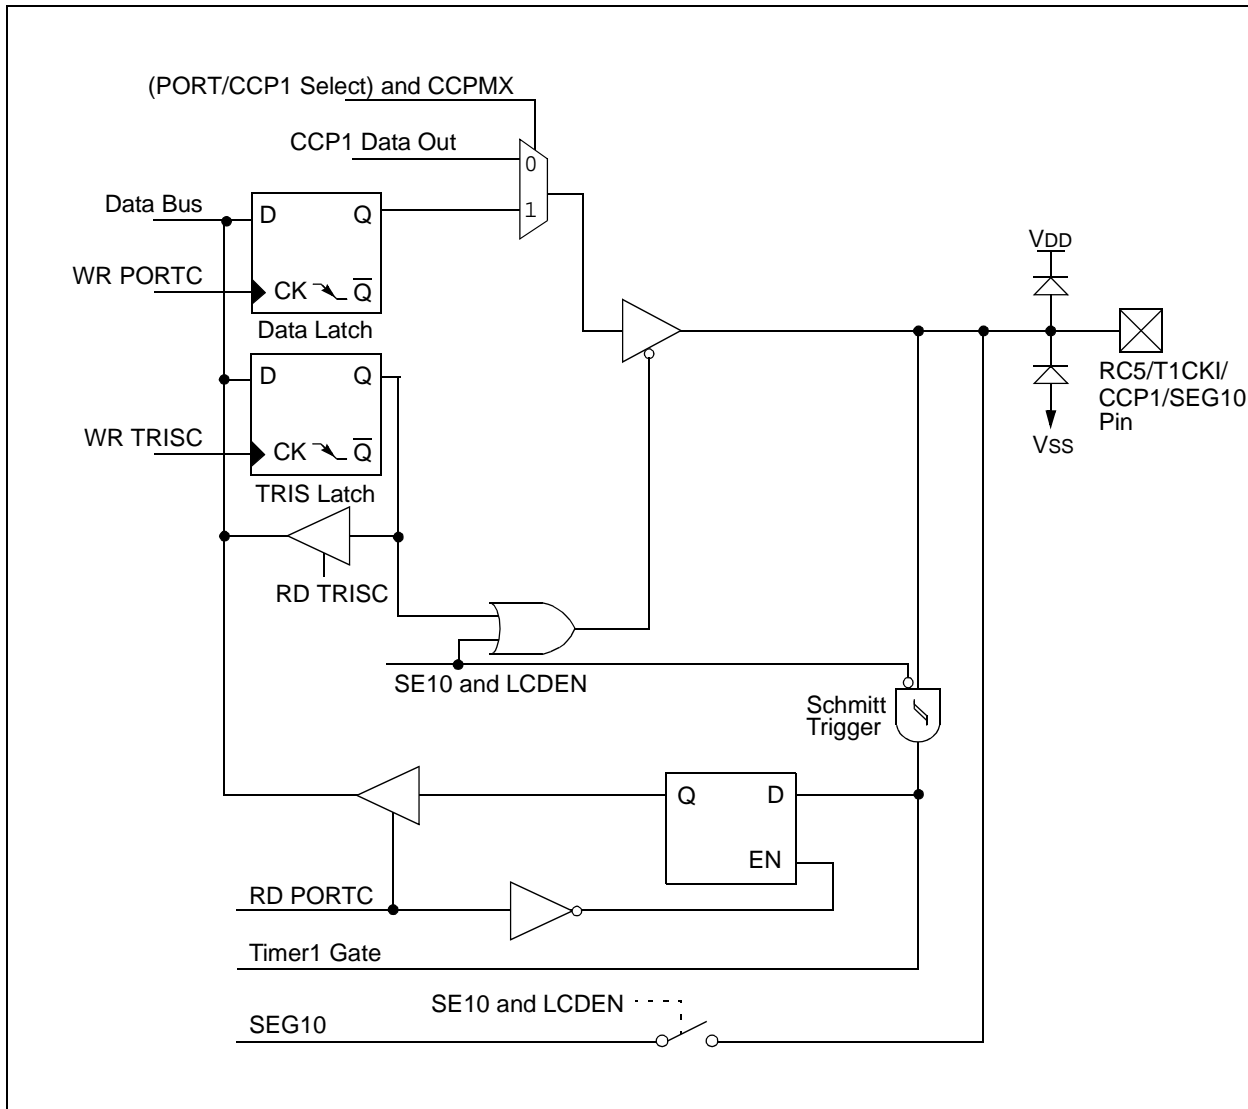 (PORT/CCP1 Select) and CCPMX
CCP1 Data Out
0
1
Data Bus
D
Q
WR PORTC
CK
Q̅
Data Latch
VDD
RC5/T1CKI/
CCP1/SEG10
Pin
VSS
D
Q
WR TRISC
CK
Q̅
TRIS Latch
RD TRISC
SE10 and LCDEN
Schmitt
Trigger
Q
D
EN
RD PORTC
Timer1 Gate
SE10 and LCDEN
SEG10